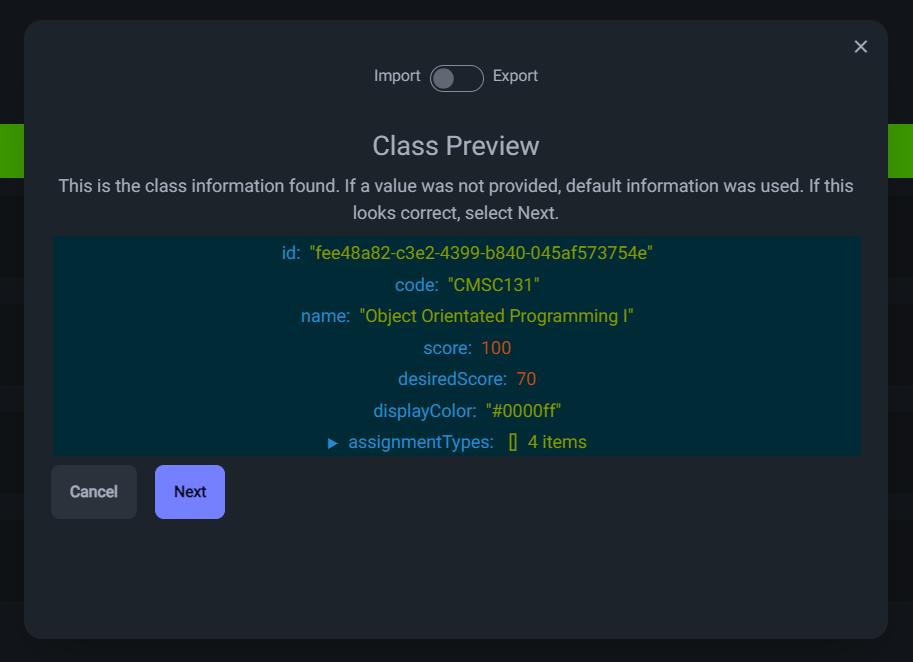 Import Export
Class Preview
This is the class information found. If a value was not provided, default information was used. If this
looks correct, select Next.
id: "fee48a82-c3e2-4399-b840-045af573754e"
code: "CMSC131"
name: "Object Orientated Programming I"
score: 100
desiredScore: 70
displayColor: "#0000ff"
▶ assignmentTypes: [] 4 items
Cancel Next